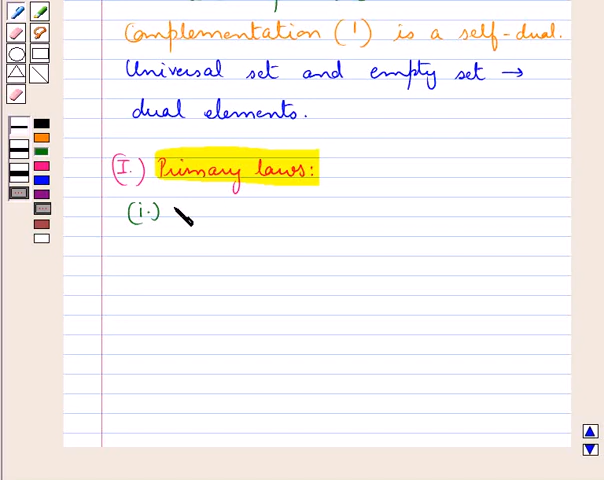 Complementation (') is a self-dual.
Universal set and empty set →
dual elements.
(I.) Primary laws:
(i.)